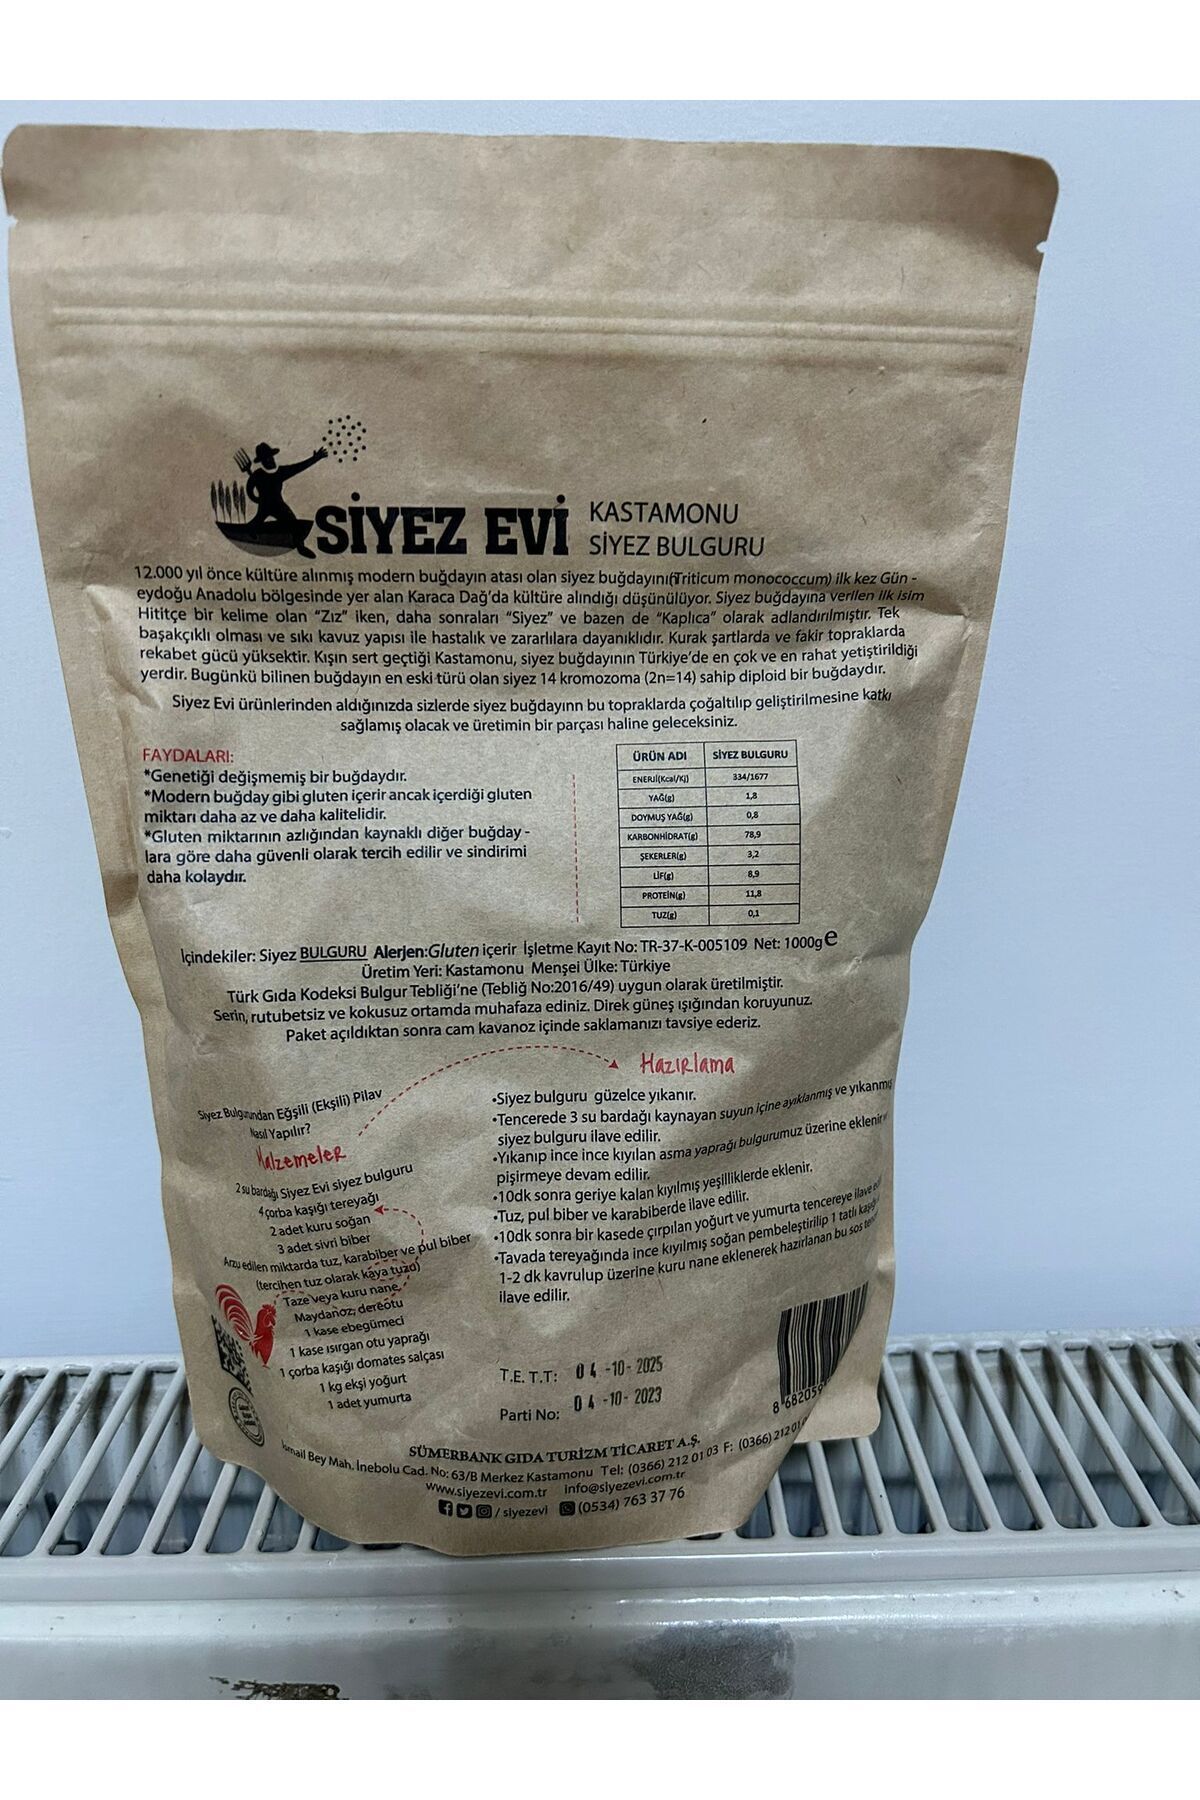 SİYEZ EVİ
KASTAMONU
SİYEZ BULGURU
12.000 yıl önce kültüre alınmış modern buğdayın atası olan siyez buğdayını(Triticum monococcum) ilk kez Gün -
eydoğu Anadolu bölgesinde yer alan Karaca Dağ'da kültüre alındığı düşünülüyor. Siyez buğdayına verilen ilk isim
Hititçe bir kelime olan "Zız" iken, daha sonraları "Siyez" ve bazen de "Kaplıca" olarak adlandırılmıştır. Tek
başakçıklı olması ve sıkı kavuz yapısı ile hastalık ve zararlılara dayanıklıdır. Kurak şartlarda ve fakir topraklarda
rekabet gücü yüksektir. Kışın sert geçtiği Kastamonu, siyez buğdayının Türkiye'de en çok ve en rahat yetiştirildiği
yerdir. Bugünkü bilinen buğdayın en eski türü olan siyez 14 kromozoma (2n=14) sahip diploid bir buğdaydır.
Siyez Evi ürünlerinden aldığınızda sizlerde siyez buğdayınn bu topraklarda çoğaltılıp geliştirilmesine katkı
sağlamış olacak ve üretimin bir parçası haline geleceksiniz.
FAYDALARI:
*Genetiği değişmemiş bir buğdaydır.
*Modern buğday gibi gluten içerir ancak içerdiği gluten
miktarı daha az ve daha kalitelidir.
*Gluten miktarının azlığından kaynaklı diğer buğday -
lara göre daha güvenli olarak tercih edilir ve sindirimi
daha kolaydır.
ÜRÜN ADI SİYEZ BULGURU
ENERJİ(Kcal/Kj) 334/1677
YAĞ(g) 1,8
DOYMUŞ YAĞ(g) 0,8
KARBONHİDRAT(g) 78,9
ŞEKERLER(g) 3,2
LİF(g) 8,9
PROTEİN(g) 11,8
TUZ(g) 0,1
İçindekiler: Siyez BULGURU Alerjen:Gluten içerir İşletme Kayıt No: TR-37-K-005109 Net: 1000g e
Üretim Yeri: Kastamonu Menşei Ülke: Türkiye
Türk Gıda Kodeksi Bulgur Tebliği'ne (Tebliğ No:2016/49) uygun olarak üretilmiştir.
Serin, rutubetsiz ve kokusuz ortamda muhafaza ediniz. Direk güneş ışığından koruyunuz.
Paket açıldıktan sonra cam kavanoz içinde saklamanızı tavsiye ederiz.
Siyez Bulgurundan Eğşili (Ekşili) Pilav
Nasıl Yapılır?
Malzemeler
2 su bardağı Siyez Evi siyez bulguru
4 çorba kaşığı tereyağı
2 adet kuru soğan
3 adet sivri biber
Arzu edilen miktarda tuz, karabiber ve pul biber
(tercihen tuz olarak kaya tuzu)
Taze veya kuru nane,
Maydanoz, dereotu
1 kase ebegümeci
1 kase ısırgan otu yaprağı
1 çorba kaşığı domates salçası
1 kg ekşi yoğurt
1 adet yumurta
Hazırlama
•Siyez bulguru güzelce yıkanır.
•Tencerede 3 su bardağı kaynayan suyun içine ayıklanmış ve yıkanmış
siyez bulguru ilave edilir.
•Yıkanıp ince ince kıyılan asma yaprağı bulgurumuz üzerine eklenir
pişirmeye devam edilir.
•10dk sonra geriye kalan kıyılmış yeşilliklerde eklenir.
•Tuz, pul biber ve karabiberde ilave edilir.
•10dk sonra bir kasede çırpılan yoğurt ve yumurta tencereye ilave
•Tavada tereyağında ince kıyılmış soğan pembeleştirilip 1 tatlı kaşığı
1-2 dk kavrulup üzerine kuru nane eklenerek hazırlanan bu sos
ilave edilir.
T.E.T.T: 04-10-2025
Parti No: 04-10-2023
8 682059
SÜMERBANK GIDA TURİZM TİCARET A.Ş.
İsmail Bey Mah. İnebolu Cad. No: 63/B Merkez Kastamonu Tel: (0366) 212 01 03 F: (0366) 212 01
www.siyezevi.com.tr info@siyezevi.com.tr
/ siyezevi (0534) 763 37 76